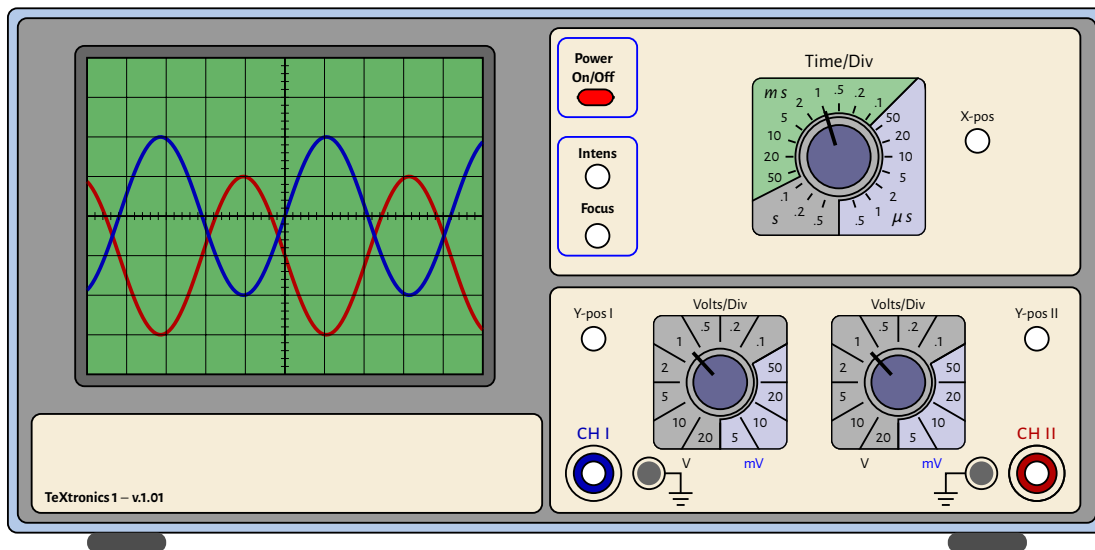 Power
On/Off
Intens
Focus
Time/Div
ms
1 .5 .2 .1
2
5
10
20
50
.1
.2
.5
s
50
20
10
5
2
1
.5
μs
X-pos
Y-pos I
Volts/Div
.5 .2
1 .1
2 50
5 20
10 10
20 5
V mV
CH I
Volts/Div
.5 .2
1 .1
2 50
5 20
10 10
20 5
V mV
Y-pos II
CH II
TeXtronics 1 – v.1.01